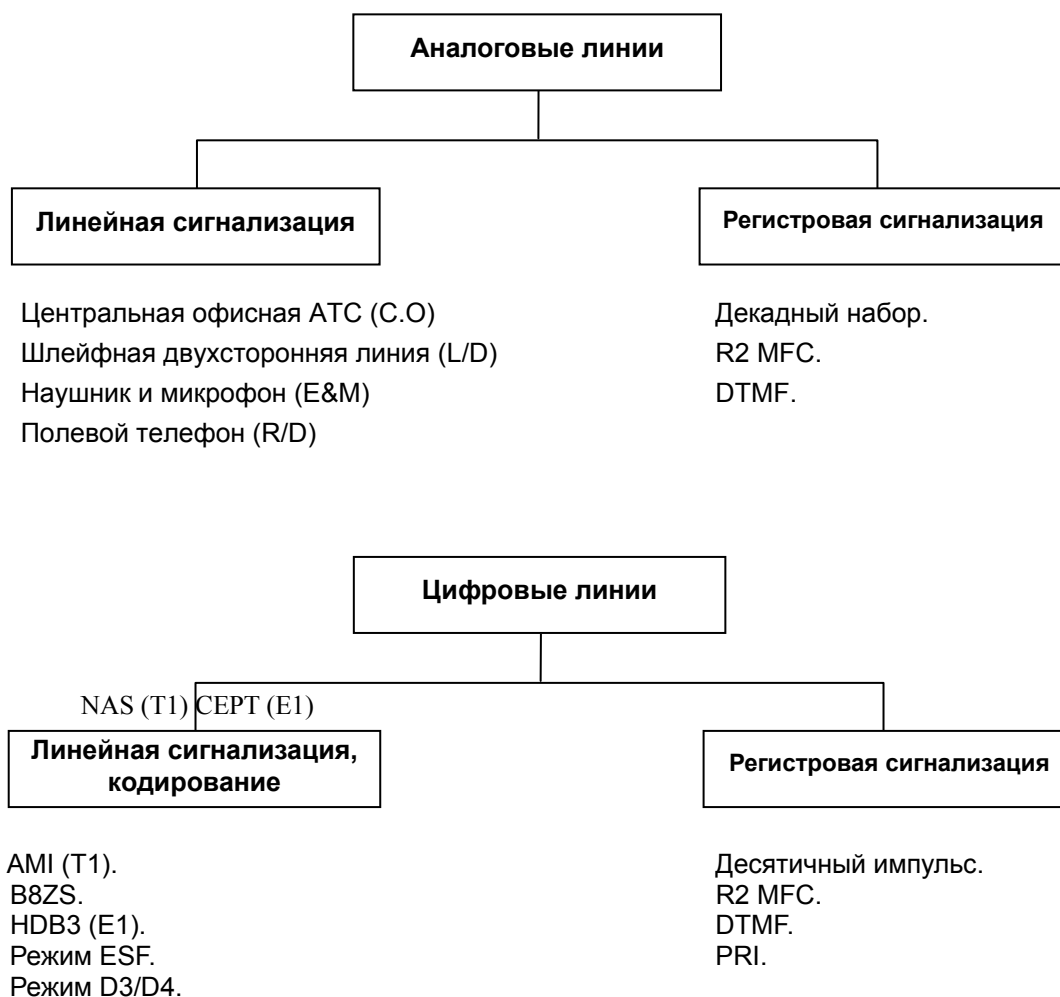 Аналоговые линии
Линейная сигнализация
Регистровая сигнализация
Центральная офисная АТС (C.O)
Шлейфная двухсторонняя линия (L/D)
Наушник и микрофон (E&M)
Полевой телефон (R/D)
Декадный набор.
R2 MFC.
DTMF.
Цифровые линии
NAS (T1) CEPT (E1)
Линейная сигнализация,
кодирование
Регистровая сигнализация
AMI (T1).
B8ZS.
HDB3 (E1).
Режим ESF.
Режим D3/D4.
Десятичный импульс.
R2 MFC.
DTMF.
PRI.